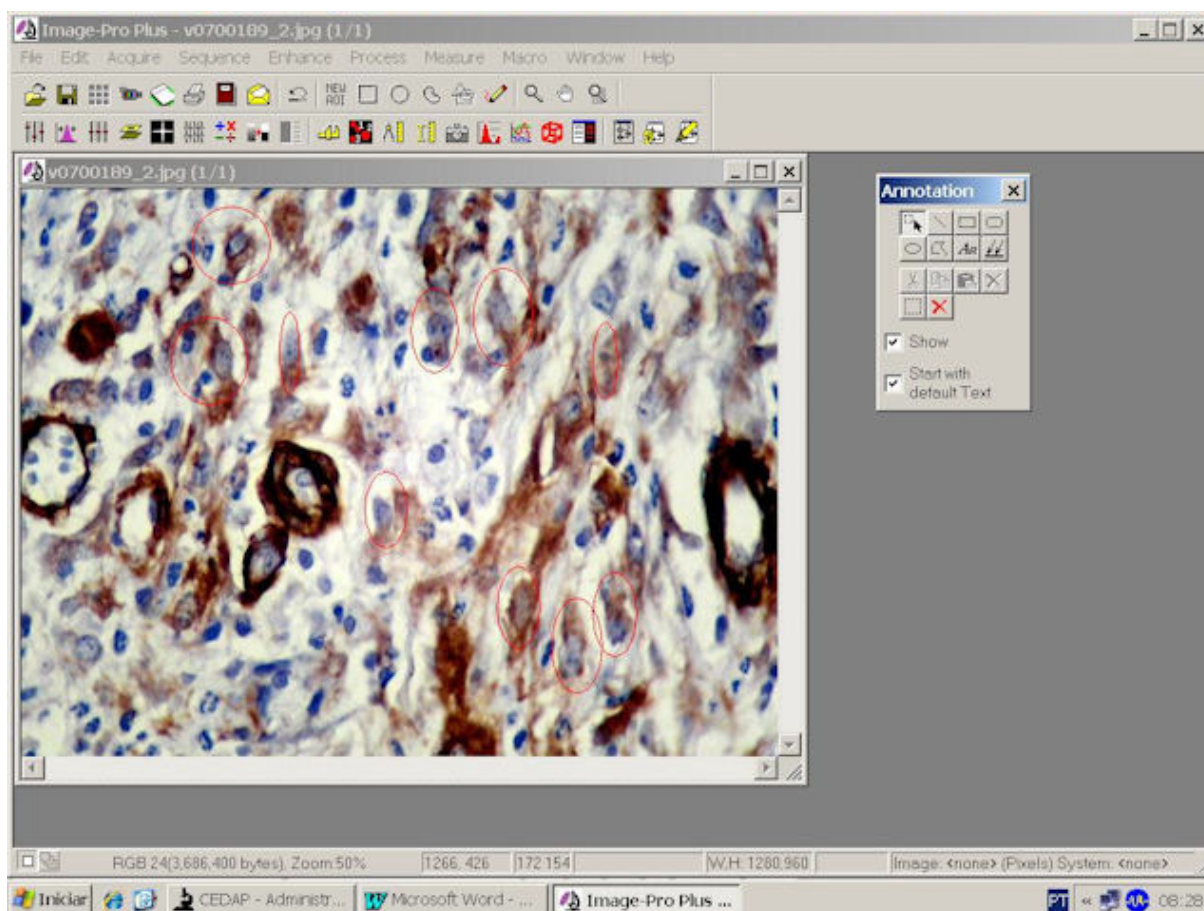 Image-Pro Plus - v0700189_2.jpg (1/1)
File Edit Acquire Sequence Enhance Process Measure Macro Window Help
NEW
ROI
v0700189_2.jpg (1/1)
Annotation
Show
Start with
default Text
RGB 24(3,686,400 bytes), Zoom 50% 1266, 426 172 154 W.H: 1280,960 Image: <none> (Pixels) System: <none>
Iniciar CEDAP - Administr... Microsoft Word - ... Image-Pro Plus ... PT « 08:28